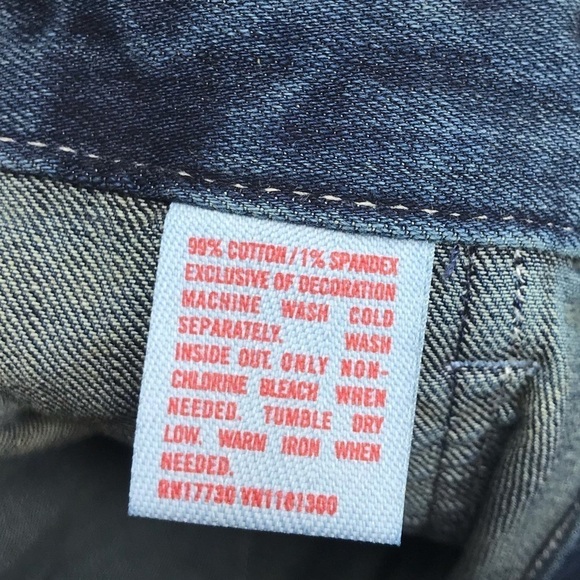 99% COTTON/1% SPANDEX
EXCLUSIVE OF DECORATION
MACHINE WASH COLD
SEPARATELY. WASH
INSIDE OUT. ONLY NON-
CHLORINE BLEACH WHEN
NEEDED. TUMBLE DRY
LOW. WARM IRON WHEN
NEEDED.
RN17730 VN1161300